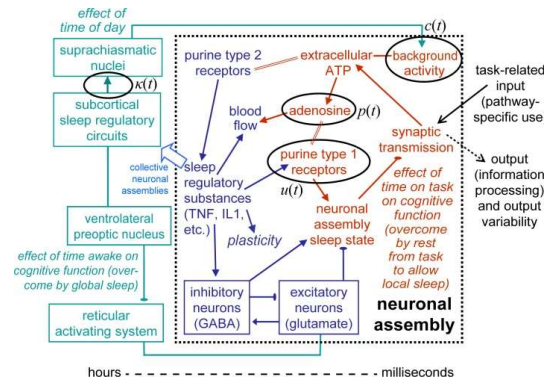 effect of
time of day
suprachiasmatic
nuclei
κ(t)
subcortical
sleep regulatory
circuits
collective
neuronal
assemblies
ventrolateral
preoptic nucleus
effect of time awake on
cognitive function (over-
come by global sleep)
reticular
activating system
c(t)
purine type 2
receptors
extracellular
ATP
background
activity
blood
flow
adenosine
p(t)
purine type 1
receptors
u(t)
sleep
regulatory
substances
(TNF, IL1,
etc.)
plasticity
neuronal
assembly
sleep state
synaptic
transmission
effect of
time on task
on cognitive
function
(overcome
by rest
from task
to allow
local sleep)
inhibitory
neurons
(GABA)
excitatory
neurons
(glutamate)
neuronal
assembly
task-related
input
(pathway-
specific use
output
(information
processing)
and output
variability
hours
milliseconds